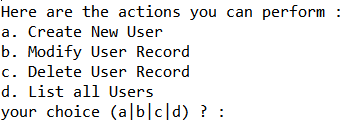 Here are the actions you can perform :
a. Create New User
b. Modify User Record
c. Delete User Record
d. List all Users
your choice (a|b|c|d) ? :